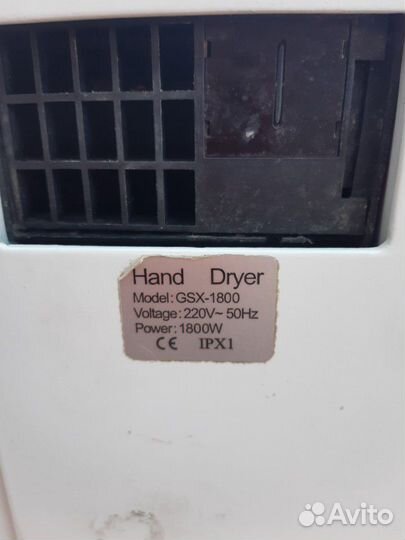 Hand Dryer
Model: GSX-1800
Voltage: 220V~ 50Hz
Power: 1800W
CE IPX1
Avito